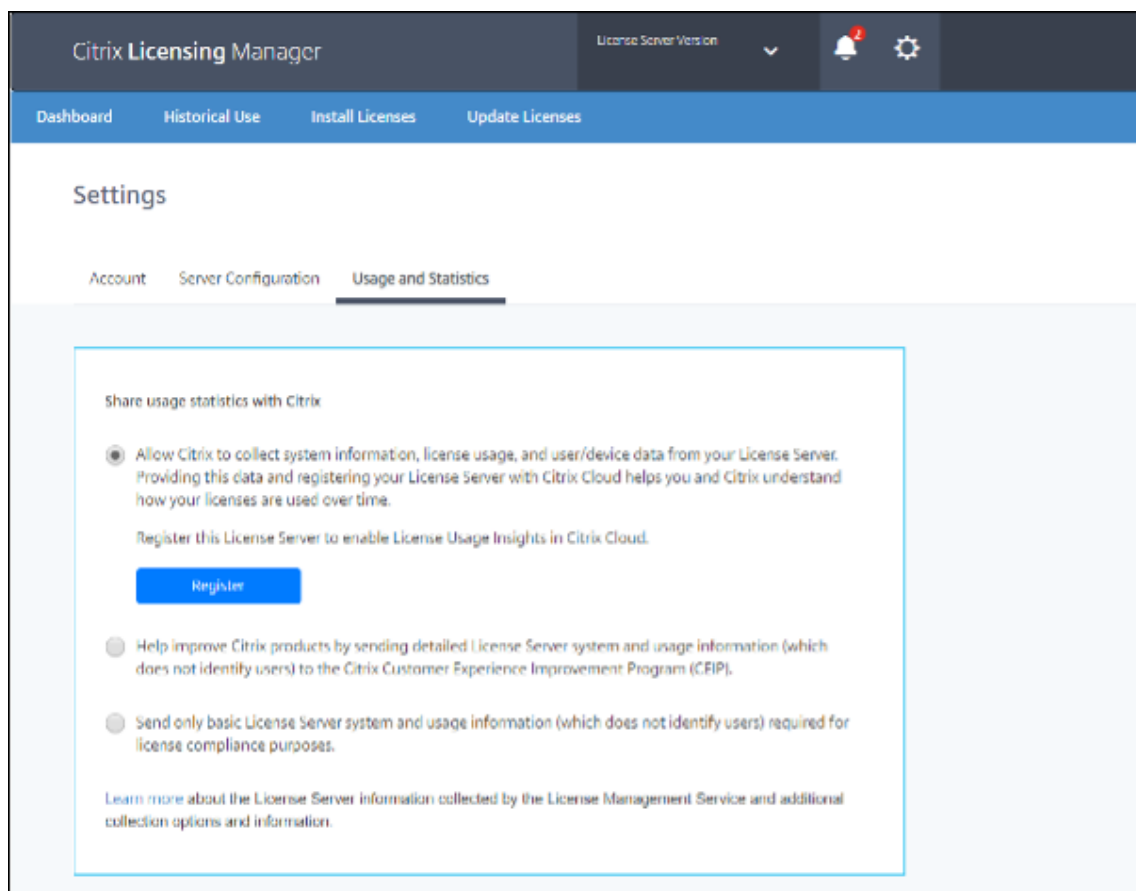 Citrix Licensing Manager
License Server Version
2
Dashboard Historical Use Install Licenses Update Licenses
Settings
Account Server Configuration Usage and Statistics
Share usage statistics with Citrix
Allow Citrix to collect system information, license usage, and user/device data from your License Server.
Providing this data and registering your License Server with Citrix Cloud helps you and Citrix understand
how your licenses are used over time.
Register this License Server to enable License Usage Insights in Citrix Cloud.
Register
Help improve Citrix products by sending detailed License Server system and usage information (which
does not identify users) to the Citrix Customer Experience Improvement Program (CEIP).
Send only basic License Server system and usage information (which does not identify users) required for
license compliance purposes.
Learn more about the License Server information collected by the License Management Service and additional
collection options and information.